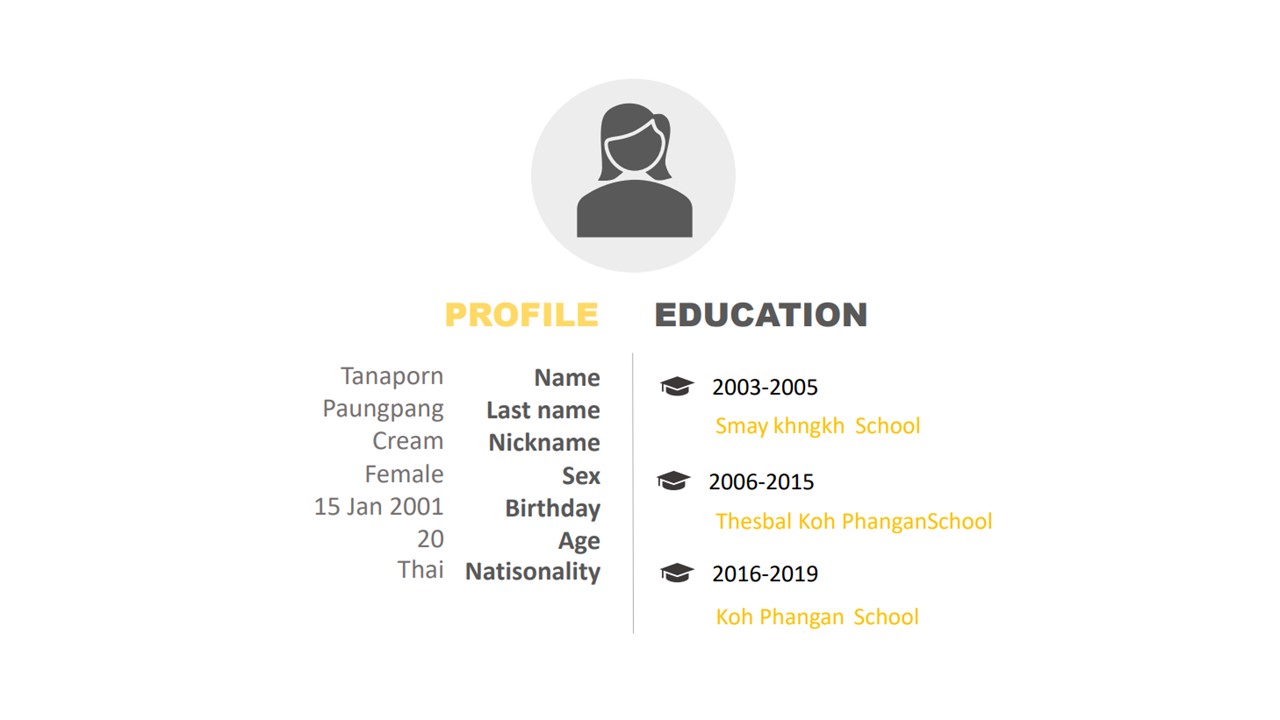 PROFILE
Tanaporn Name
Paungpang Last name
Cream Nickname
Female Sex
15 Jan 2001 Birthday
20 Age
Thai Natisonality
EDUCATION
2003-2005
Smay khngkh School
2006-2015
Thesbal Koh PhanganSchool
2016-2019
Koh Phangan School